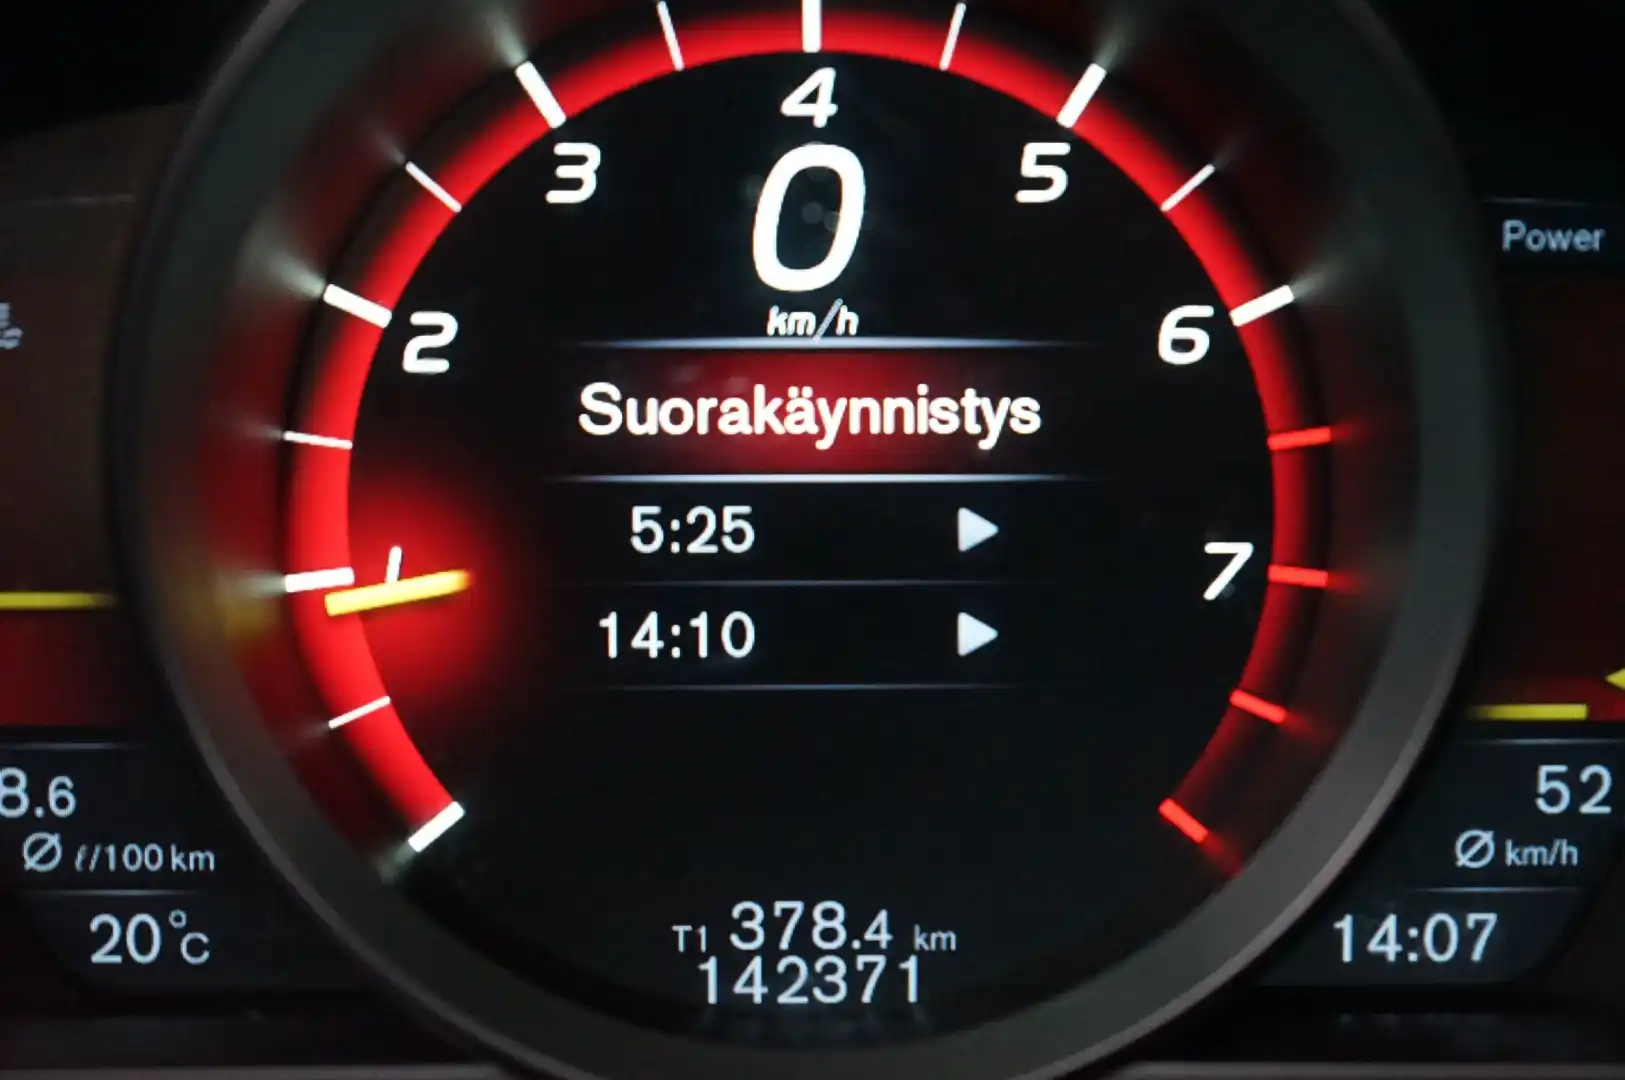 4
3
5
0
km/h
2
6
Power
Suorakäynnistys
5:25
14:10
1
7
8.6
Ø ℓ/100 km
20°C
52
Ø km/h
14:07
T1 378.4 km
142371